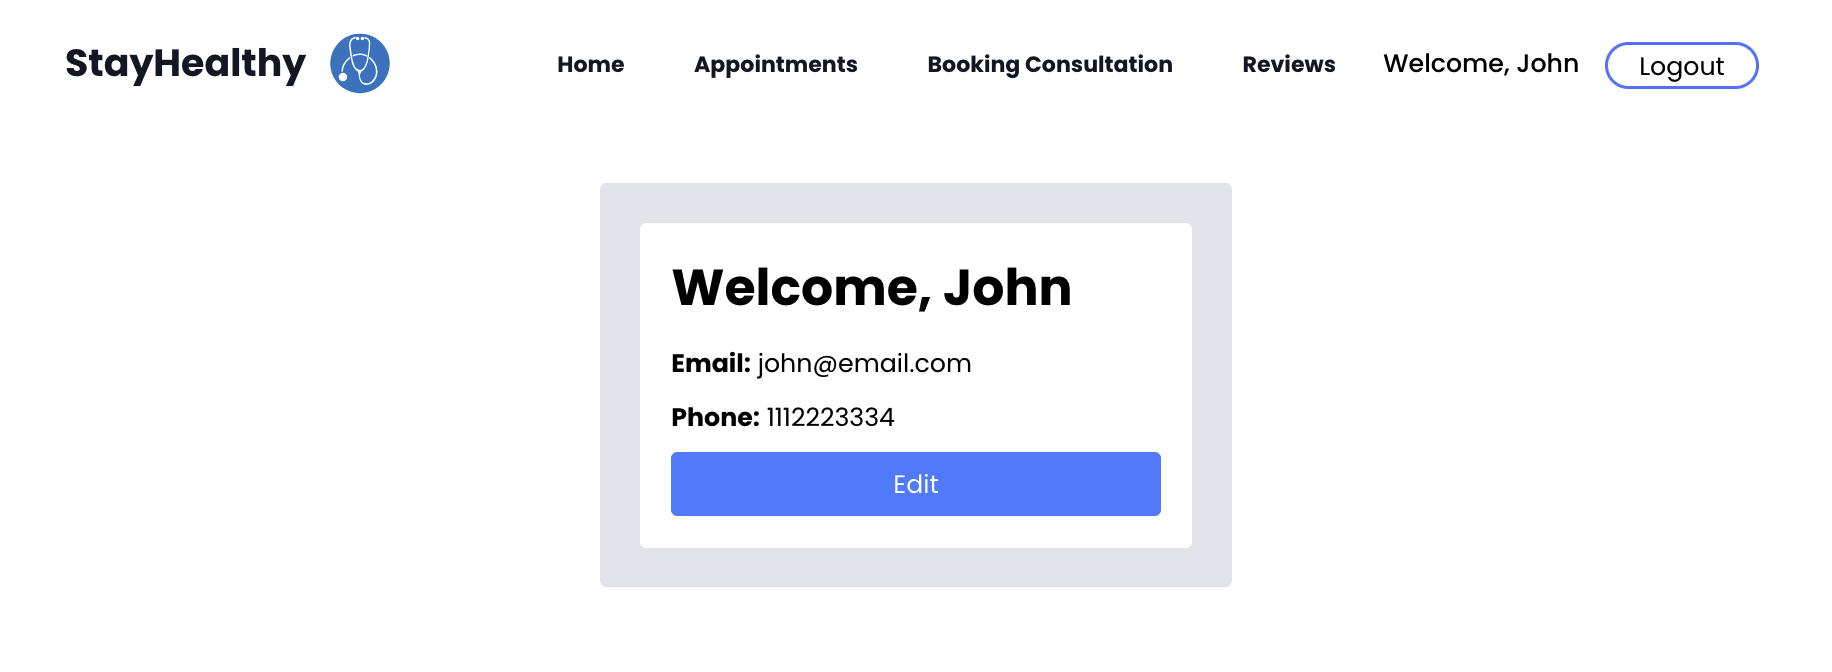 StayHealthy Home Appointments Booking Consultation Reviews Welcome, John Logout
Welcome, John
Email: john@email.com
Phone: 1112223334
Edit